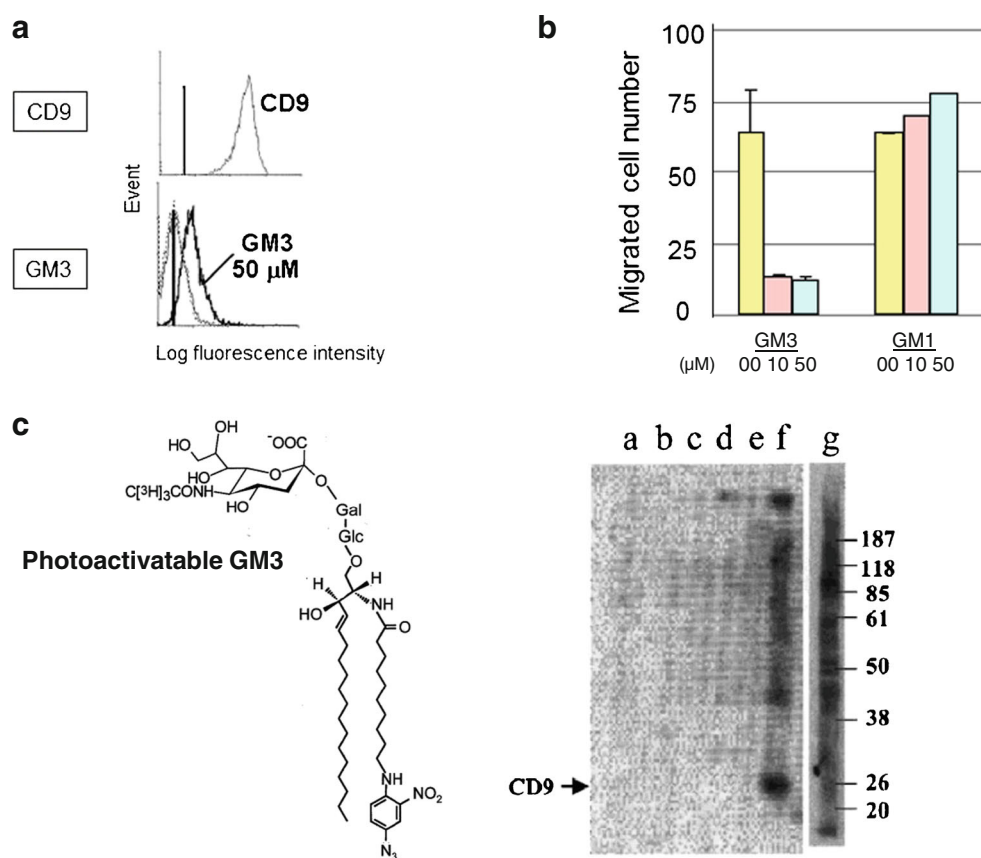 a
CD9
CD9
Event
GM3
GM3
50 µM
Log fluorescence intensity
b
Migrated cell number
100
75
50
25
0
GM3
GM1
(µM) 00 10 50 00 10 50
c
OH
HO
⁻OOC
HO
O
O
C[³H]₃CONH
HO
Gal
Glc
Photoactivatable GM3
O
H
H
HO
NH
O
NH
NO₂
N₃
a b c d e f g
187
118
85
61
50
38
CD9
26
20